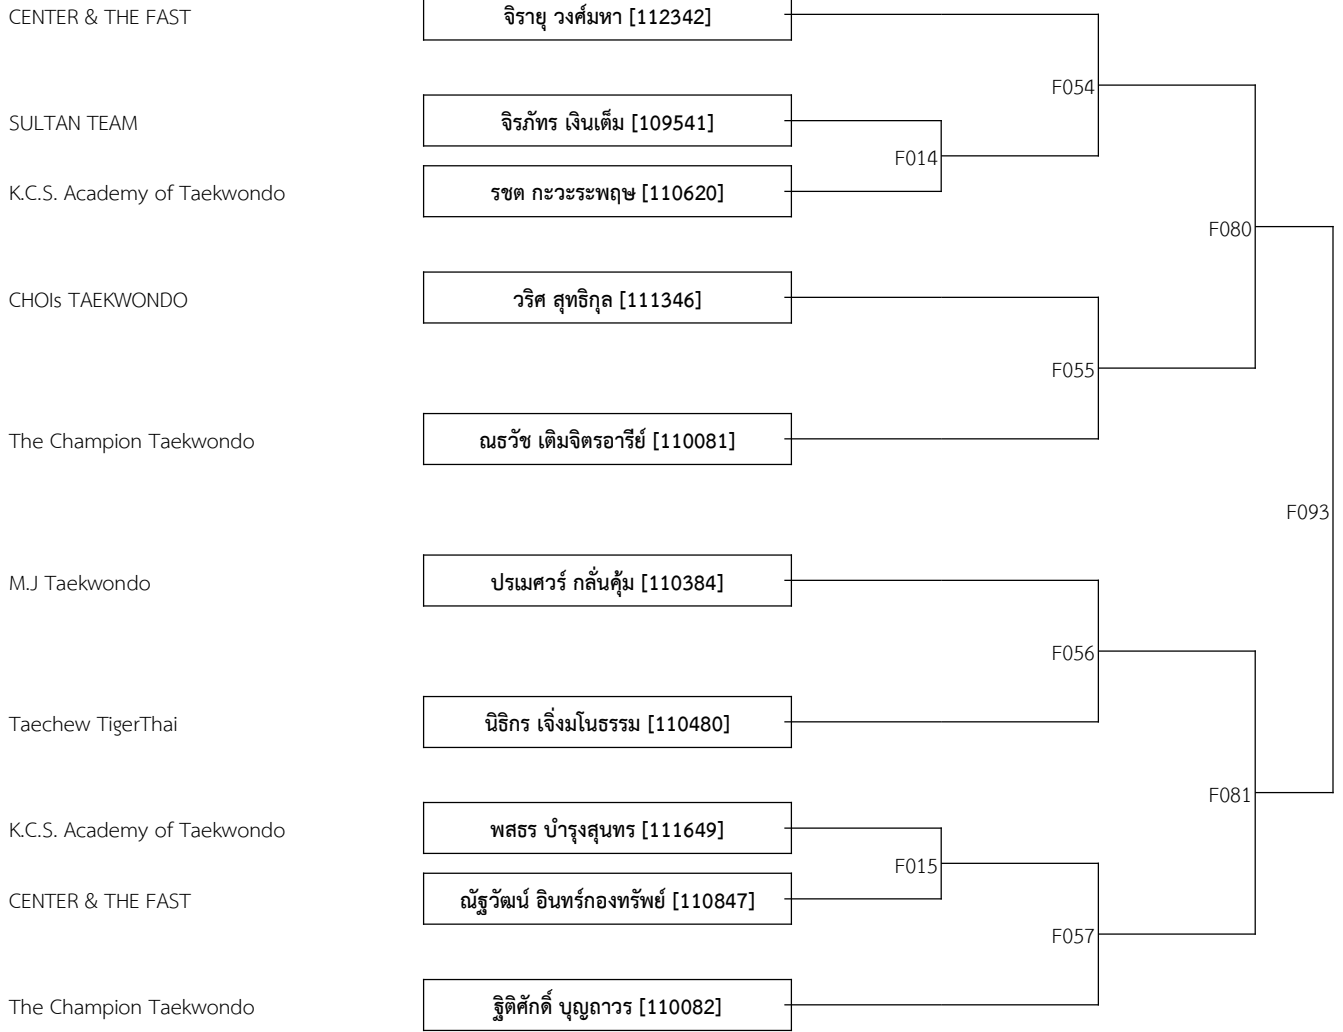 CENTER & THE FAST จิรายุ วงศ์มหา [112342]
F054
SULTAN TEAM จิรภัทร เงินเต็ม [109541]
F014
K.C.S. Academy of Taekwondo รชต กะวะระพฤษ [110620]
F080
CHOIs TAEKWONDO วริศ สุทธิกุล [111346]
F055
The Champion Taekwondo ณธวัช เติมจิตรอารีย์ [110081]
F093
M.J Taekwondo ปรเมศวร์ กลั่นคุ้ม [110384]
F056
Taechew TigerThai นิธิกร เจิ่งมโนธรรม [110480]
F081
K.C.S. Academy of Taekwondo พสธร บำรุงสุนทร [111649]
F015
CENTER & THE FAST ณัฐวัฒน์ อินทร์กองทรัพย์ [110847]
F057
The Champion Taekwondo ฐิติศักดิ์ บุญถาวร [110082]